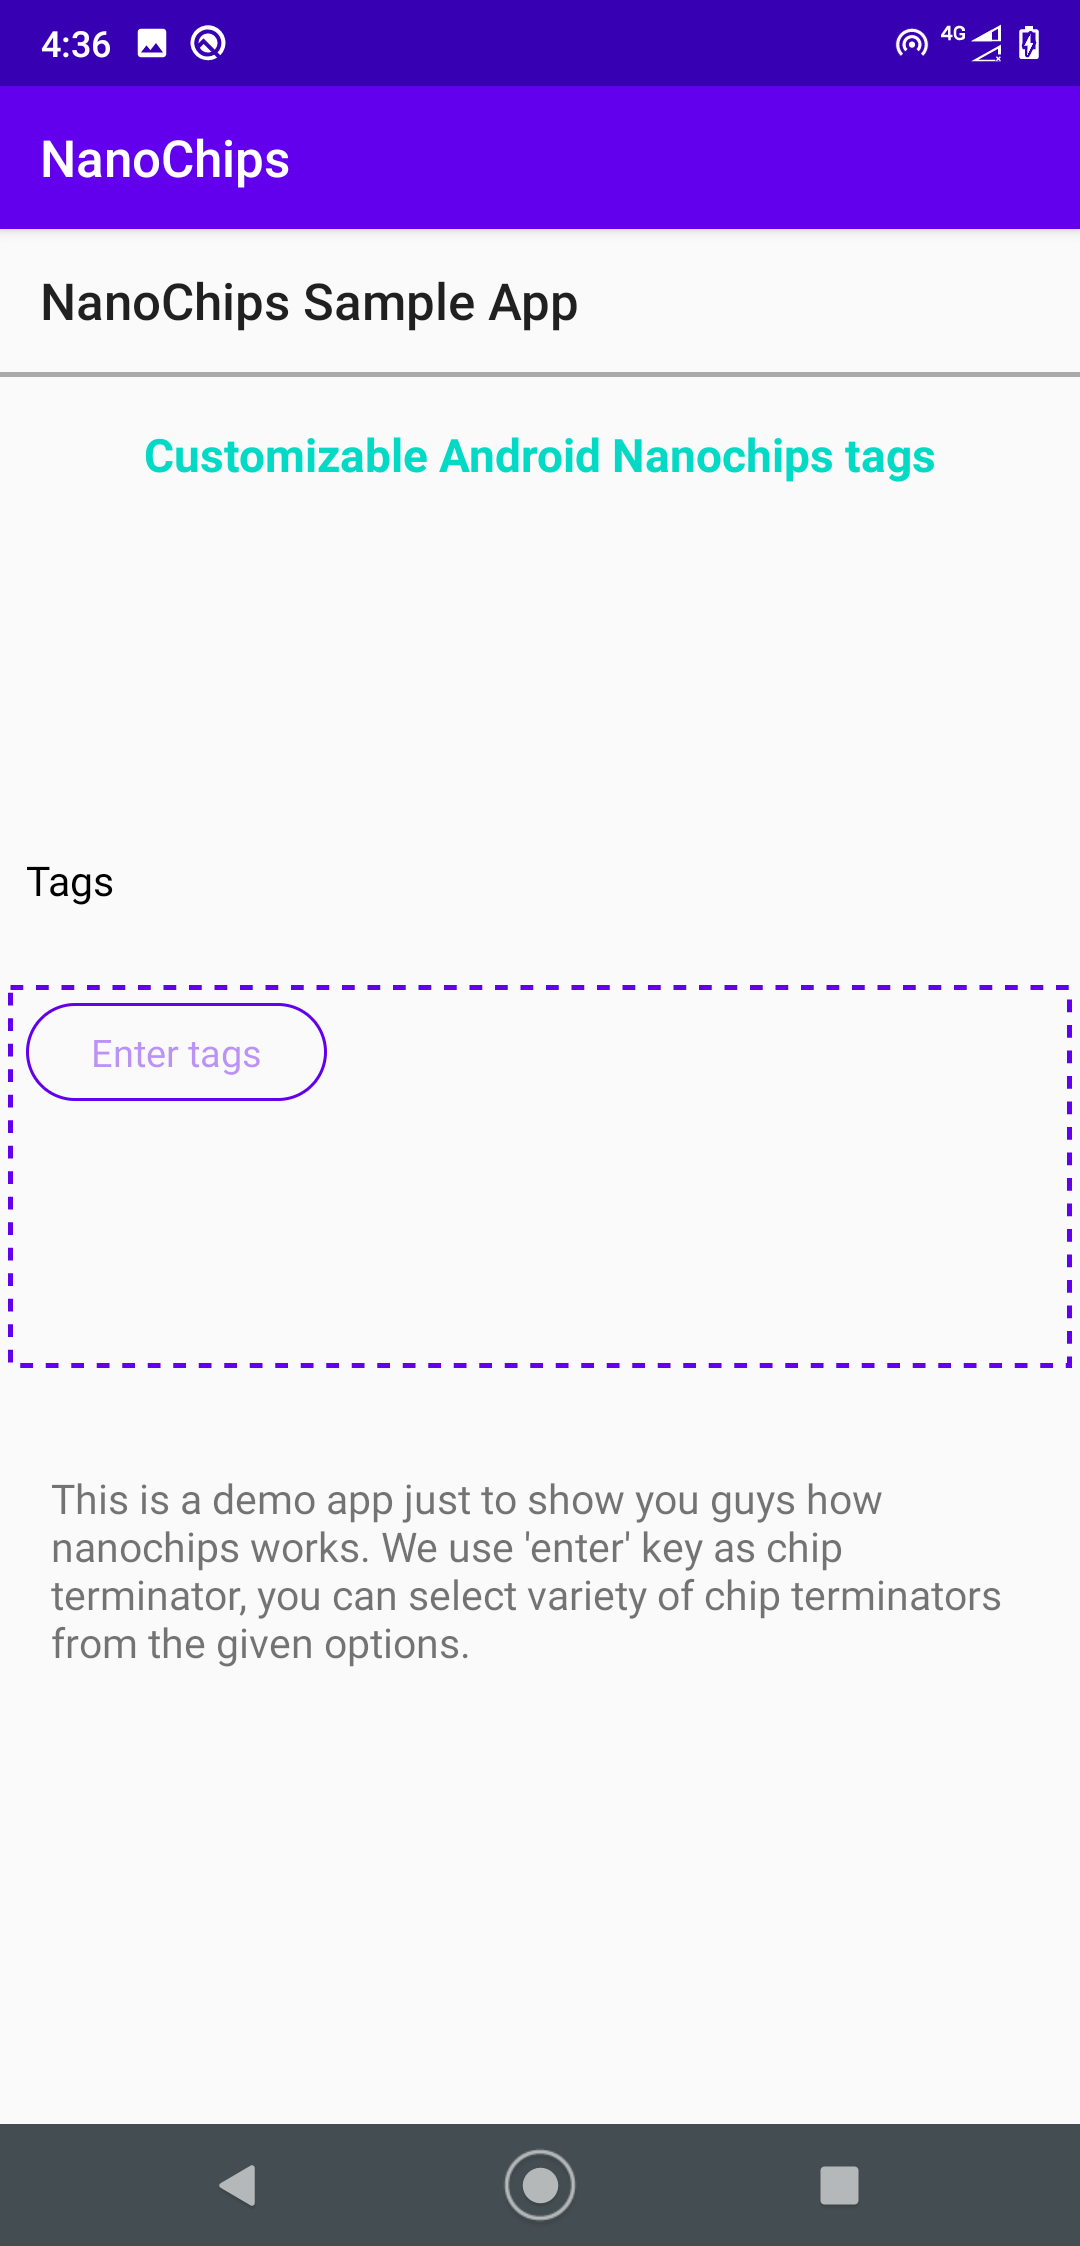 4:36
4G
NanoChips
NanoChips Sample App
Customizable Android Nanochips tags
Tags
Enter tags
This is a demo app just to show you guys how
nanochips works. We use 'enter' key as chip
terminator, you can select variety of chip terminators
from the given options.